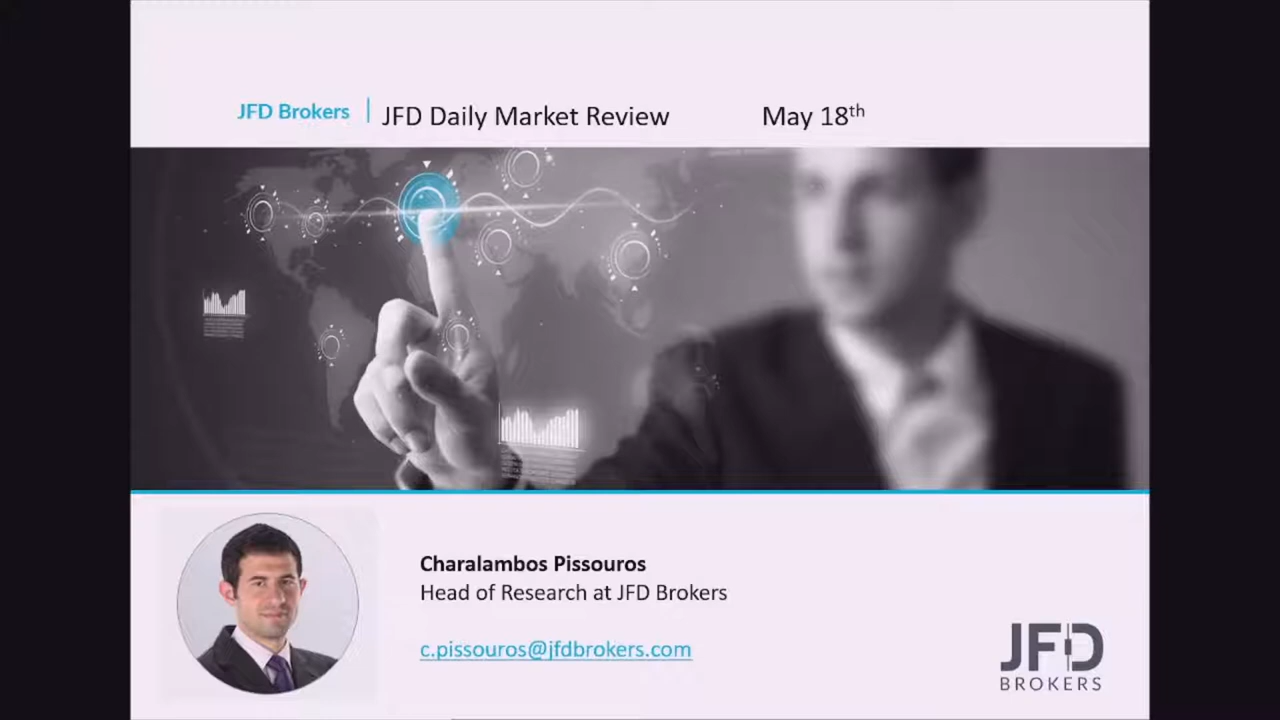 JFD Brokers | JFD Daily Market Review May 18th
Charalambos Pissouros
Head of Research at JFD Brokers
c.pissouros@jfdbrokers.com
JFD
BROKERS